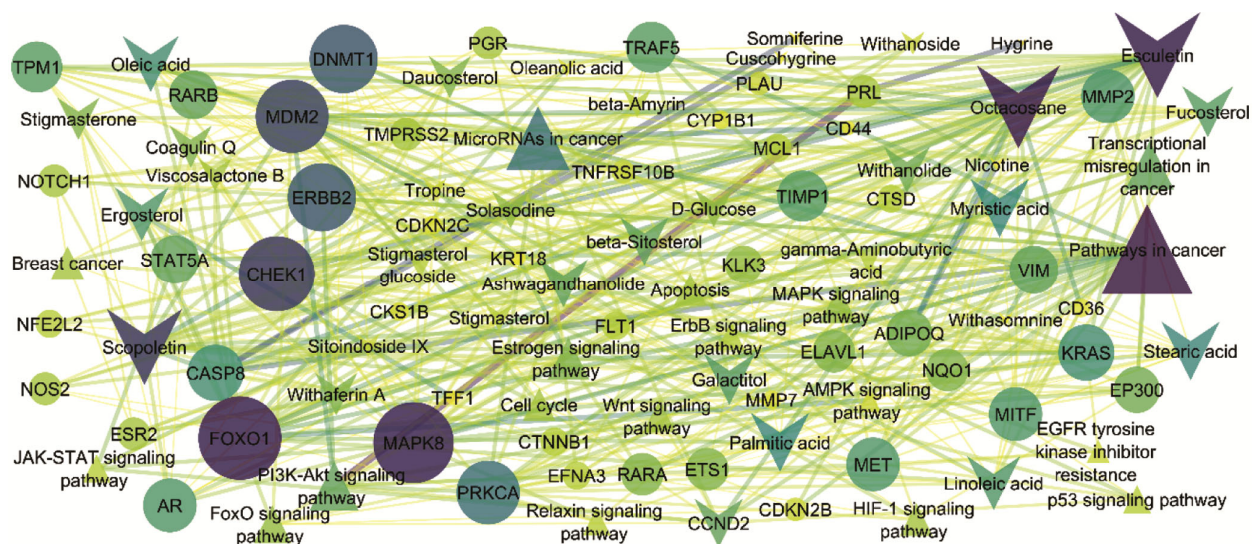 TPM1
Oleic acid
DNMT1
PGR
Oleanolic acid
TRAF5
Somniferine
Cuscohygrine
Withanoside
Hygrine
Esculetin
RARB
Daucosterol
PLAU
PRL
Octacosane
MMP2
Stigmasterone
MDM2
TMPRSS2
beta-Amyrin
CYP1B1
CD44
Fucosterol
Coagulin Q
MicroRNAs in cancer
MCL1
Transcriptional
misregulation in
cancer
NOTCH1
Viscosalactone B
ERBB2
TNFRSF10B
Withanolide
Nicotine
Tropine
Solasodine
D-Glucose
TIMP1
CTSD
Myristic acid
Ergosterol
CDKN2C
beta-Sitosterol
Breast cancer
STAT5A
CHEK1
Stigmasterol
glucoside
KRT18
Ashwagandhanolide
KLK3
Apoptosis
gamma-Aminobutyric
acid
VIM
Pathways in cancer
NFE2L2
CKS1B
Stigmasterol
FLT1
ErbB signaling
pathway
MAPK signaling
pathway
ADIPOQ
Withasomnine
CD36
Scopoletin
CASP8
Sitoindoside IX
Estrogen signaling
pathway
ELAVL1
KRAS
Stearic acid
NOS2
Withaferin A
TFF1
Cell cycle
Galactitol
MMP7
AMPK signaling
pathway
NQO1
EP300
ESR2
FOXO1
MAPK8
CTNNB1
Wnt signaling
pathway
Palmitic acid
MITF
EGFR tyrosine
kinase inhibitor
resistance
JAK-STAT signaling
pathway
PI3K-Akt signaling
pathway
PRKCA
EFNA3
RARA
ETS1
MET
Linoleic acid
p53 signaling pathway
AR
FoxO signaling
pathway
Relaxin signaling
pathway
CCND2
CDKN2B
HIF-1 signaling
pathway